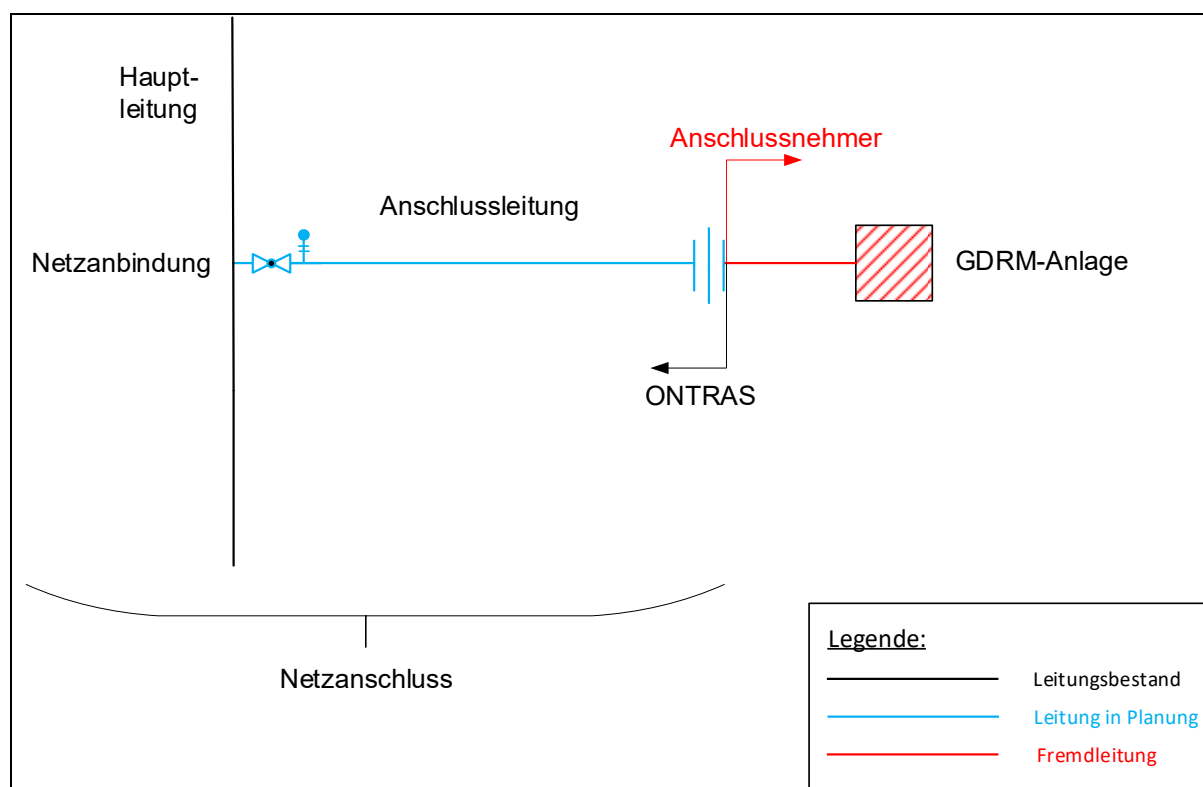 Haupt-
leitung
Anschlussnehmer
Anschlussleitung
Netzanbindung
GDRM-Anlage
ONTRAS
Netzanschluss
Legende:
Leitungsbestand
Leitung in Planung
Fremdleitung